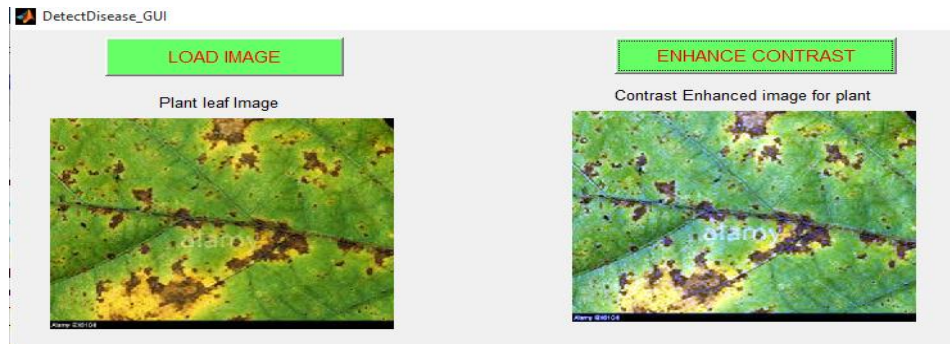 DetectDisease_GUI
LOAD IMAGE
ENHANCE CONTRAST
Plant leaf Image
Contrast Enhanced image for plant
alamy
alamy